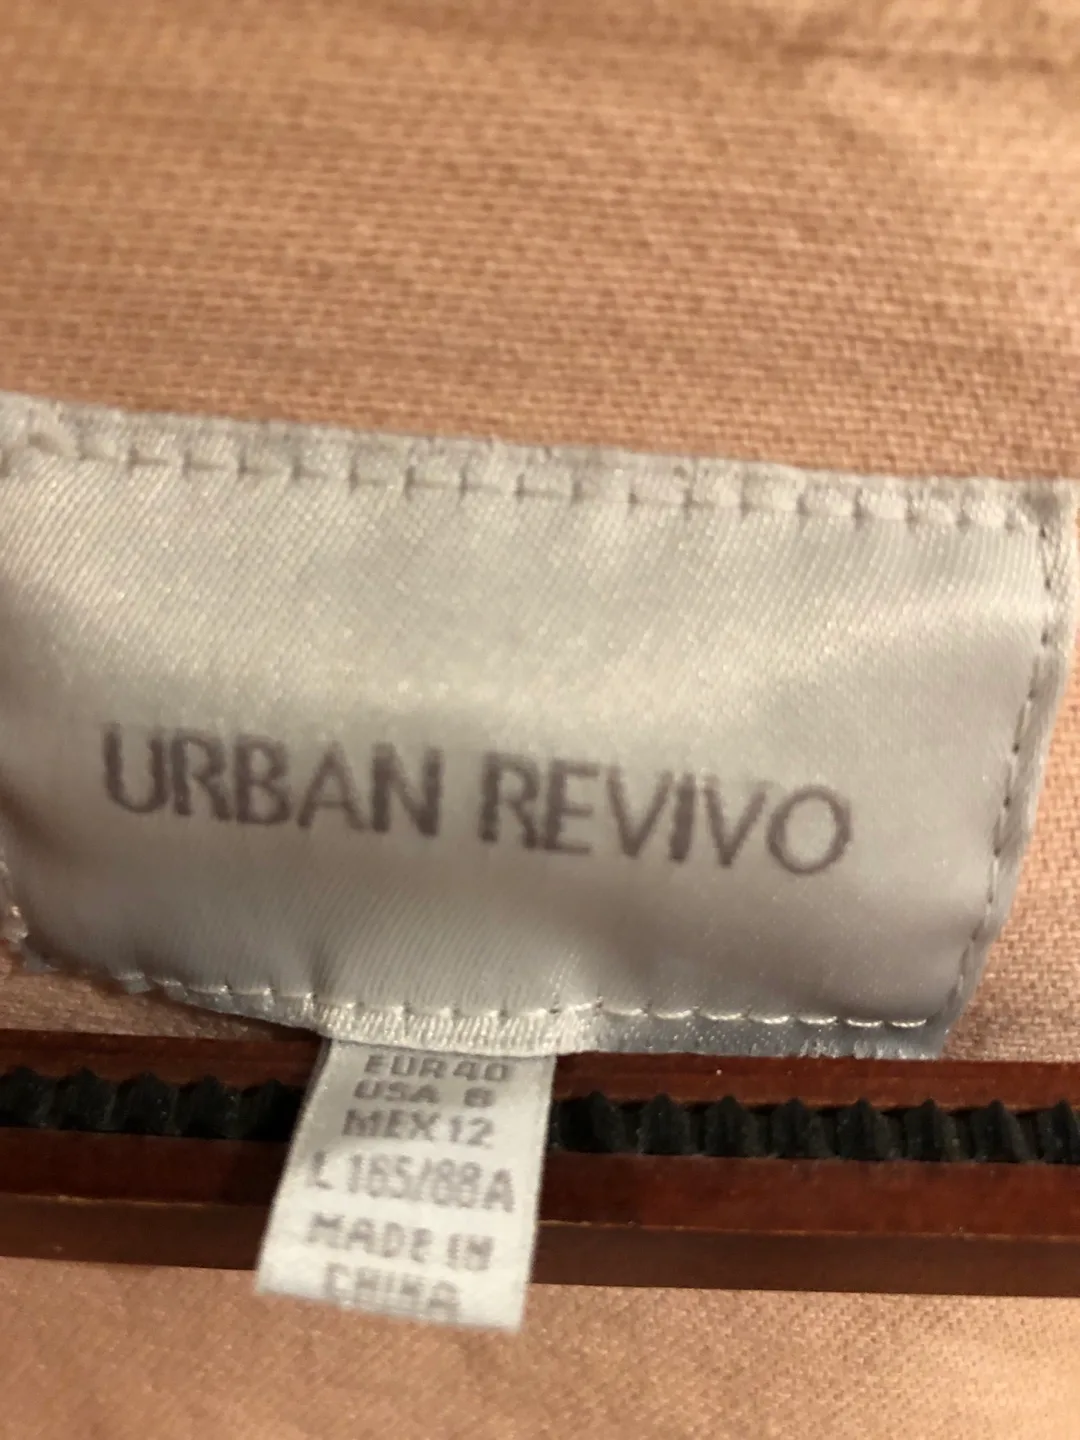 URBAN REVIVO
EUR 40
USA 8
MEX 12
L 165/88A
MADE IN
CHINA